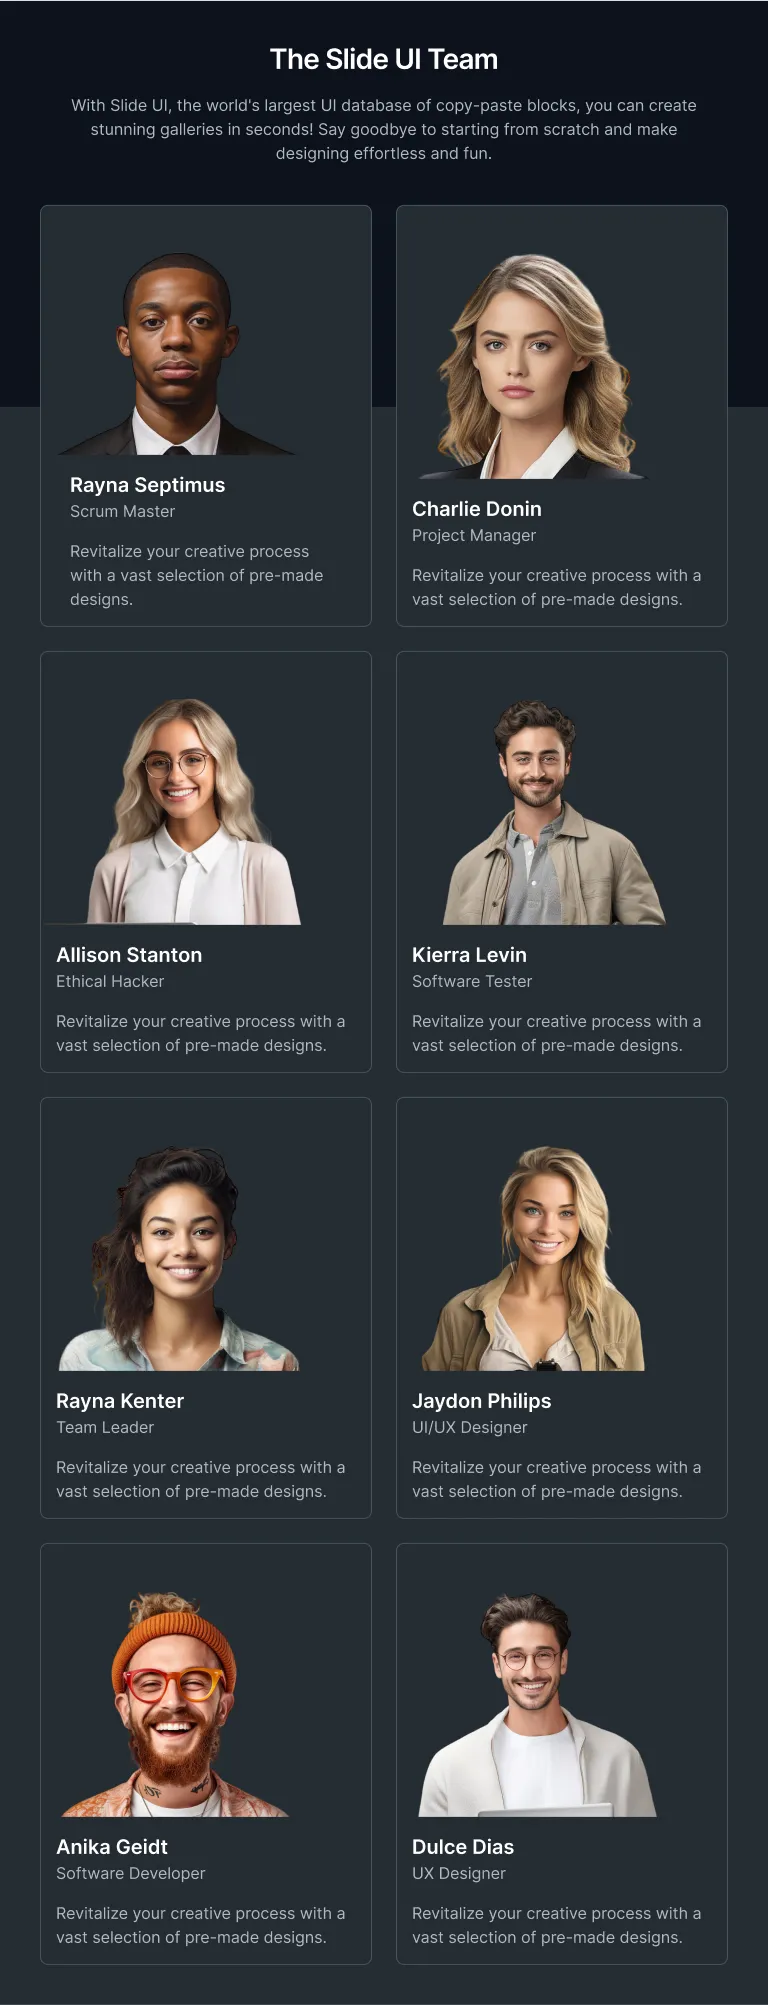 The Slide UI Team
With Slide UI, the world's largest UI database of copy-paste blocks, you can create
stunning galleries in seconds! Say goodbye to starting from scratch and make
designing effortless and fun.
Rayna Septimus
Scrum Master
Revitalize your creative process
with a vast selection of pre-made
designs.
Charlie Donin
Project Manager
Revitalize your creative process with a
vast selection of pre-made designs.
Allison Stanton
Ethical Hacker
Revitalize your creative process with a
vast selection of pre-made designs.
Kierra Levin
Software Tester
Revitalize your creative process with a
vast selection of pre-made designs.
Rayna Kenter
Team Leader
Revitalize your creative process with a
vast selection of pre-made designs.
Jaydon Philips
UI/UX Designer
Revitalize your creative process with a
vast selection of pre-made designs.
Anika Geidt
Software Developer
Revitalize your creative process with a
vast selection of pre-made designs.
Dulce Dias
UX Designer
Revitalize your creative process with a
vast selection of pre-made designs.